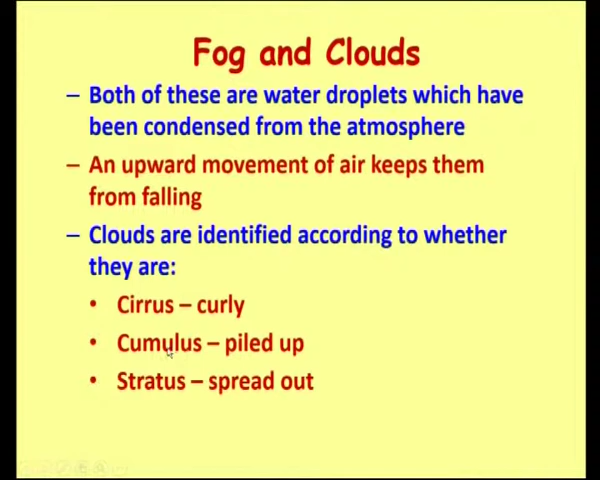 Fog and Clouds
– Both of these are water droplets which have
been condensed from the atmosphere
– An upward movement of air keeps them
from falling
– Clouds are identified according to whether
they are:
• Cirrus – curly
• Cumulus – piled up
• Stratus – spread out